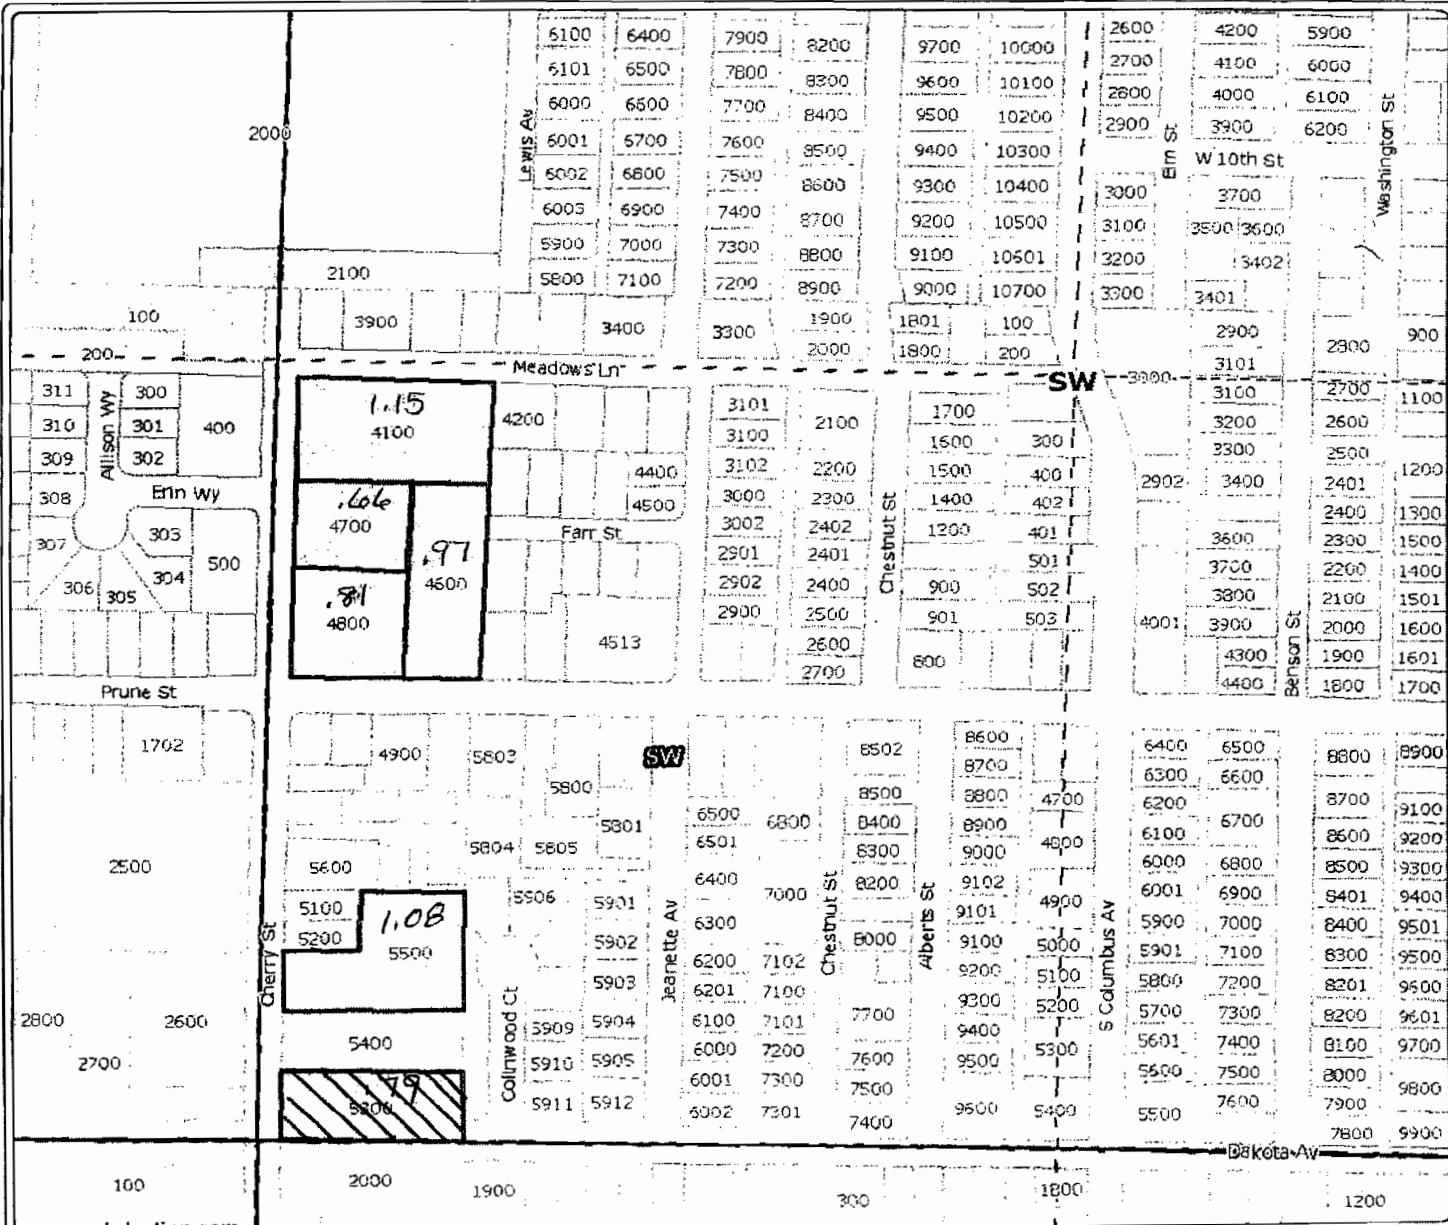 6100 6400 7900 8200 9700 10000 2600 4200 5900
6101 6500 7800 8300 9600 10100 2700 4100 6000
6000 6600 7700 8400 9500 10200 2800 4000 6100
2000 Lewis Av 6001 6700 7600 8500 9400 10300 2900 3900 6200
Elm St W 10th St Washington St
6002 6800 7500 8600 9300 10400 3000 3700
6003 6900 7400 8700 9200 10500 3100 3500 3600
5900 7000 7300 8800 9100 10601 3200 3402
2100 5800 7100 7200 8900 9000 10700 3300 3401
100 3900 3400 3300 1900 1801 100 2900 900
2000 1800 200 3101 2800
200 Meadows Ln SW 3000
311 Allison Wy 300 400 1.15 4200 3101 2100 1700 3100 2700 1100
310 301 4100 3100 1600 300 3200 2600
309 302 3102 2200 1500 400 3300 2500 1200
308 Erin Wy .66 4400 3000 2300 1400 402 2902 3400 2401
4700 4500 Chestnut St 2400 1300
307 303 500 .97 Farr St 3002 2402 1300 401 3600 2300 1500
304 4600 2901 2401 501 3700 2200 1400
306 305 .81 2902 2400 900 502 3800 2100 1501
4800 4513 2900 2500 901 503 4001 3900 Benson St 2000 1600
2600 800 4300 1900 1601
Prune St 2700 4400 1800 1700
1702 4900 5803 SW 8502 8600 6400 6500 8800 8900
8700 6300 6600
5800 8500 8800 4700 6200 8700 9100
5801 6500 6800 8400 8900 6100 6700 8600 9200
2500 5600 5804 5805 6501 8300 9000 4800 6000 6800 8500 9300
5100 1.08 5906 5901 6400 7000 Chestnut St 8200 Alberts St 9102 4900 6001 6900 8401 9400
5200 5500 5902 Jeanette Av 6300 8000 9101 5900 7000 8400 9501
Cherry St 5903 6200 7102 9100 5000 S Columbus Av 5901 7100 8300 9500
6201 7100 9200 5100 5800 7200 8201 9600
2800 2600 5400 Collinwood Ct 5909 5904 6100 7101 7700 9300 5200 5700 7300 8200 9601
2700 5910 5905 6000 7200 7600 9400 5300 5601 7400 8100 9700
.79 6001 7300 7500 9500 5600 7500 8000 9800
5300 5911 5912 6002 7301 7400 9600 5400 5500 7600 7900
7800 9900
Dakota Av
100 2000 1900 300 1800 1200